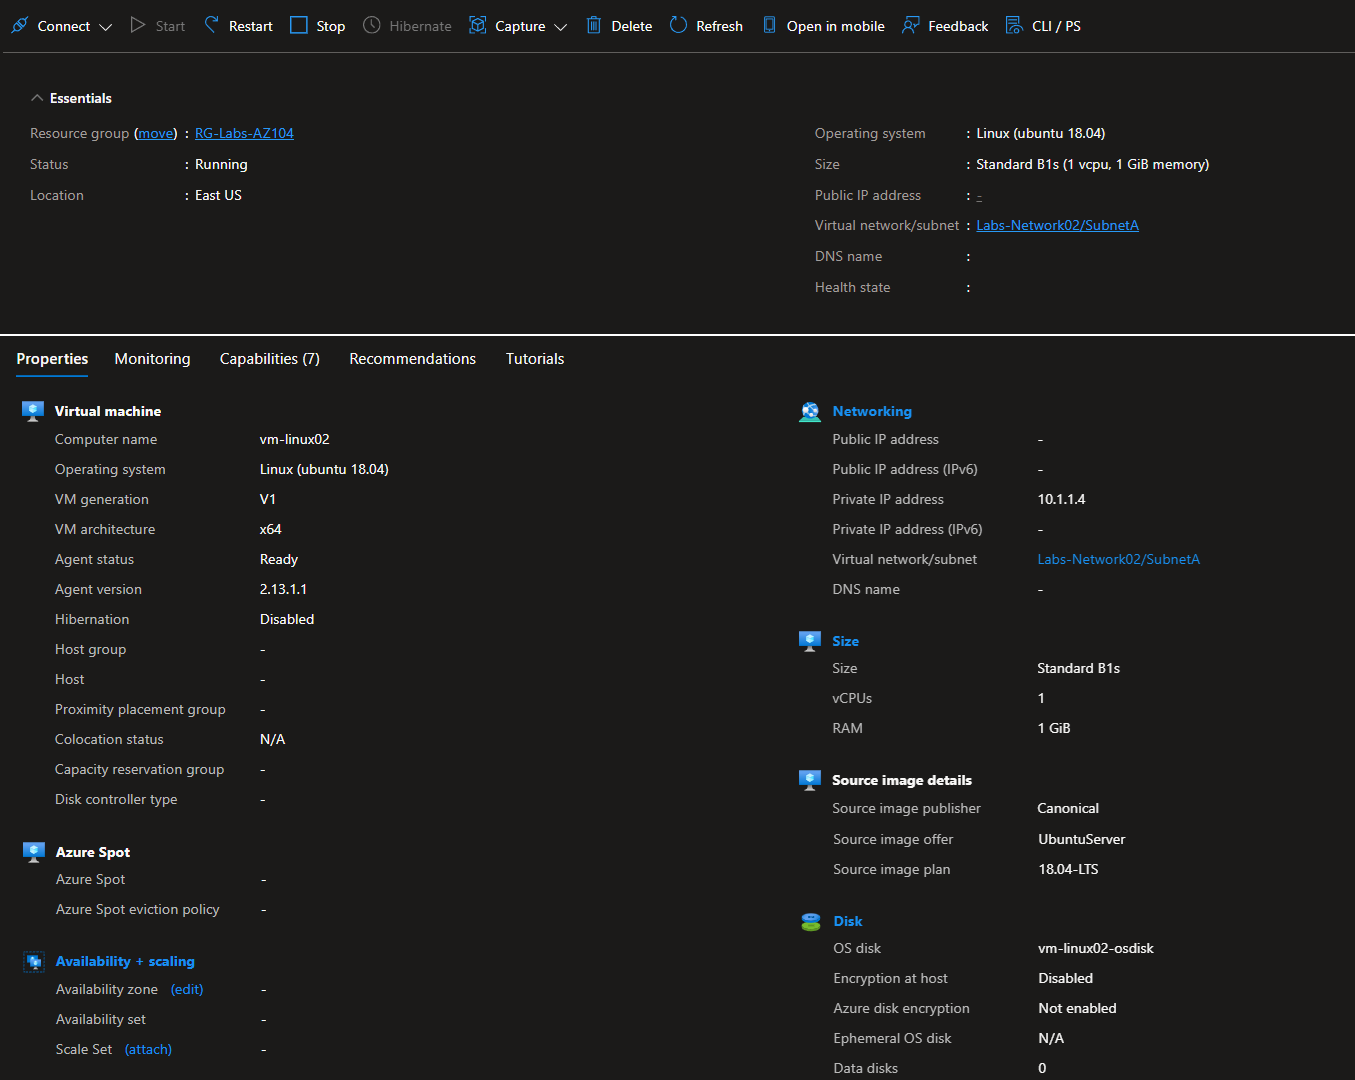 Connect Start Restart Stop Hibernate Capture Delete Refresh Open in mobile Feedback CLI / PS
Essentials
Resource group (move) : RG-Labs-AZ104
Status : Running
Location : East US
Operating system : Linux (ubuntu 18.04)
Size : Standard B1s (1 vcpu, 1 GiB memory)
Public IP address : -
Virtual network/subnet : Labs-Network02/SubnetA
DNS name :
Health state :
Properties Monitoring Capabilities (7) Recommendations Tutorials
Virtual machine
Computer name vm-linux02
Operating system Linux (ubuntu 18.04)
VM generation V1
VM architecture x64
Agent status Ready
Agent version 2.13.1.1
Hibernation Disabled
Host group -
Host -
Proximity placement group -
Colocation status N/A
Capacity reservation group -
Disk controller type -
Azure Spot
Azure Spot -
Azure Spot eviction policy -
Availability + scaling
Availability zone (edit) -
Availability set -
Scale Set (attach) -
Networking
Public IP address -
Public IP address (IPv6) -
Private IP address 10.1.1.4
Private IP address (IPv6) -
Virtual network/subnet Labs-Network02/SubnetA
DNS name -
Size
Size Standard B1s
vCPUs 1
RAM 1 GiB
Source image details
Source image publisher Canonical
Source image offer UbuntuServer
Source image plan 18.04-LTS
Disk
OS disk vm-linux02-osdisk
Encryption at host Disabled
Azure disk encryption Not enabled
Ephemeral OS disk N/A
Data disks 0